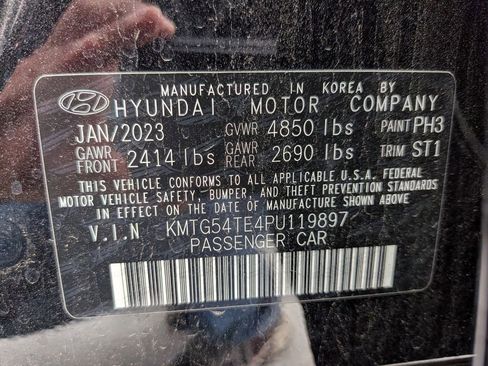 MANUFACTURED IN KOREA BY
HYUNDAI MOTOR COMPANY
JAN/2023 GVWR 4850 lbs PAINT PH3
GAWR FRONT 2414 lbs GAWR REAR 2690 lbs TRIM ST1
THIS VEHICLE CONFORMS TO ALL APPLICABLE U.S.A. FEDERAL
MOTOR VEHICLE SAFETY, BUMPER, AND THEFT PREVENTION STANDARDS
IN EFFECT ON THE DATE OF MANUFACTURE SHOWN ABOVE.
V.I.N KMTG54TE4PU119897
PASSENGER CAR